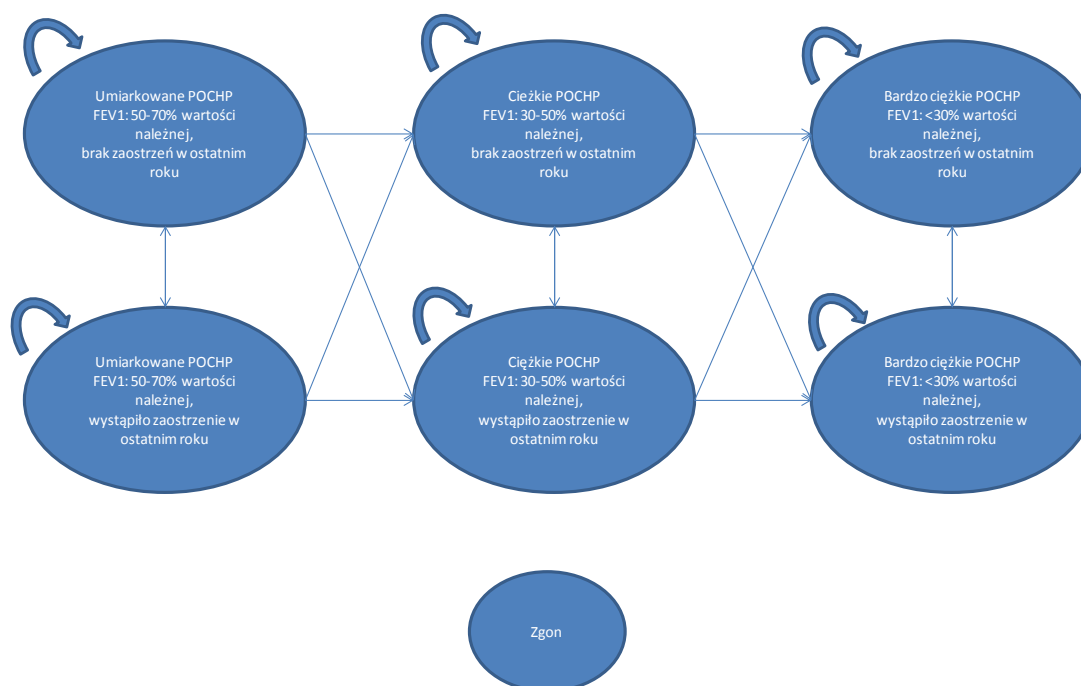 Umiarkowane POCHP
FEV1: 50-70% wartości
należnej,
brak zaostrzeń w ostatnim
roku
Cieżkie POCHP
FEV1: 30-50% wartości
należnej,
brak zaostrzeń w ostatnim
roku
Bardzo ciężkie POCHP
FEV1: <30% wartości
należnej,
brak zaostrzeń w ostatnim
roku
Umiarkowane POCHP
FEV1: 50-70% wartości
należnej,
wystąpiło zaostrzenie w
ostatnim roku
Ciężkie POCHP
FEV1: 30-50% wartości
należnej,
wystąpiło zaostrzenie w
ostatnim roku
Bardzo ciężkie POCHP
FEV1: <30% wartości
należnej,
wystąpiło zaostrzenie w
ostatnim roku
Zgon